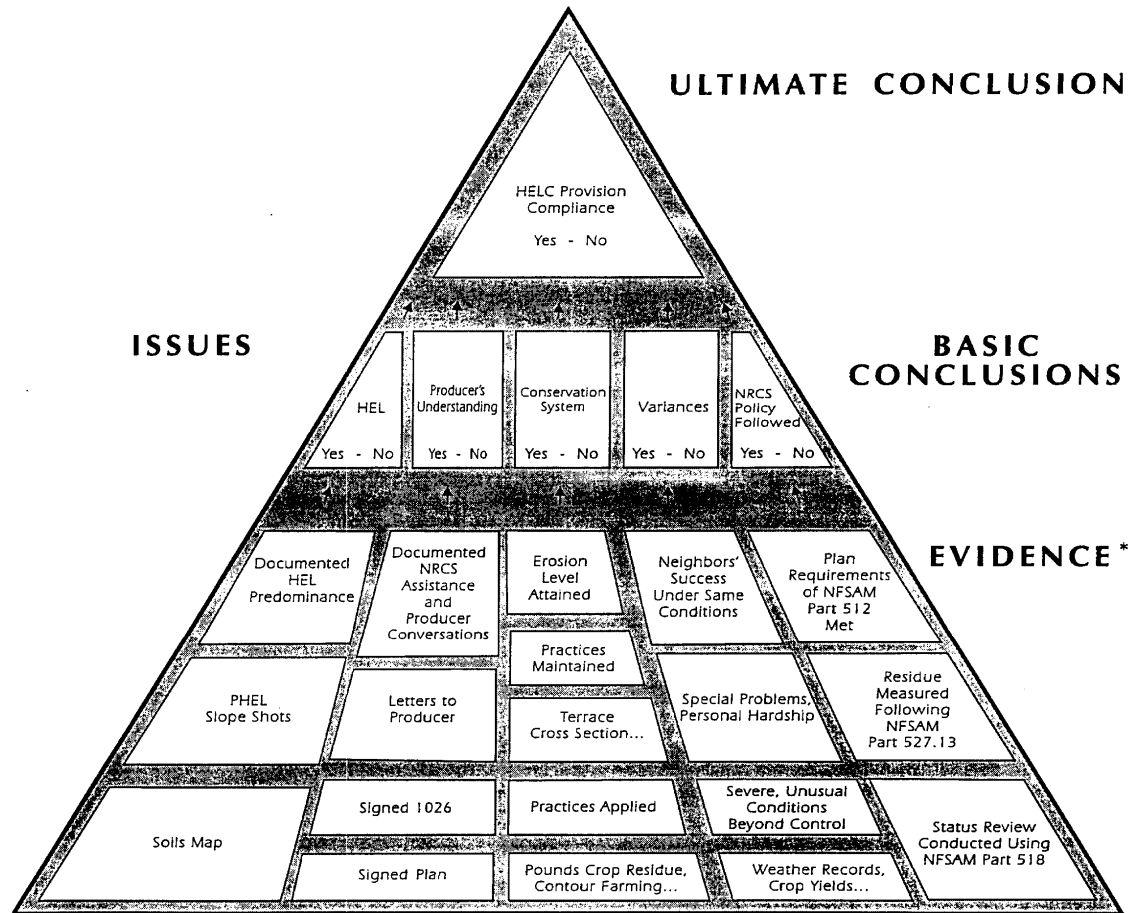 ULTIMATE CONCLUSION
HELC Provision
Compliance
Yes - No
ISSUES
BASIC
CONCLUSIONS
HEL
Yes - No
Producer's
Understanding
Yes - No
Conservation
System
Yes - No
Variances
Yes - No
NRCS
Policy
Followed
Yes - No
EVIDENCE*
Documented
HEL
Predominance
Documented
NRCS
Assistance
and
Producer
Conversations
Erosion
Level
Attained
Neighbors'
Success
Under Same
Conditions
Plan
Requirements
of NFSAM
Part 512
Met
PHEL
Slope Shots
Letters to
Producer
Practices
Maintained
Terrace
Cross Section...
Special Problems,
Personal Hardship
Residue
Measured
Following
NFSAM
Part 527.13
Soils Map
Signed 1026
Signed Plan
Practices Applied
Pounds Crop Residue,
Contour Farming...
Severe, Unusual
Conditions
Beyond Control
Weather Records,
Crop Yields...
Status Review
Conducted Using
NFSAM Part 518